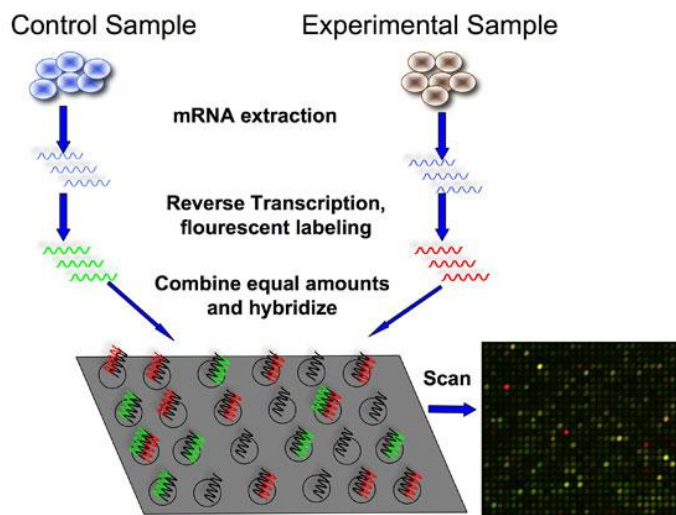 Control Sample
Experimental Sample
mRNA extraction
Reverse Transcription,
flourescent labeling
Combine equal amounts
and hybridize
Scan